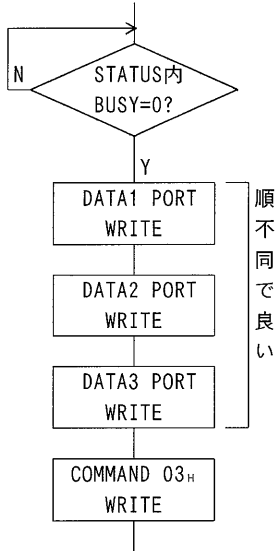 STATUS内
BUSY=0?
N
Y
DATA1 PORT
WRITE
DATA2 PORT
WRITE
DATA3 PORT
WRITE
順不同で良い
COMMAND 03H
WRITE